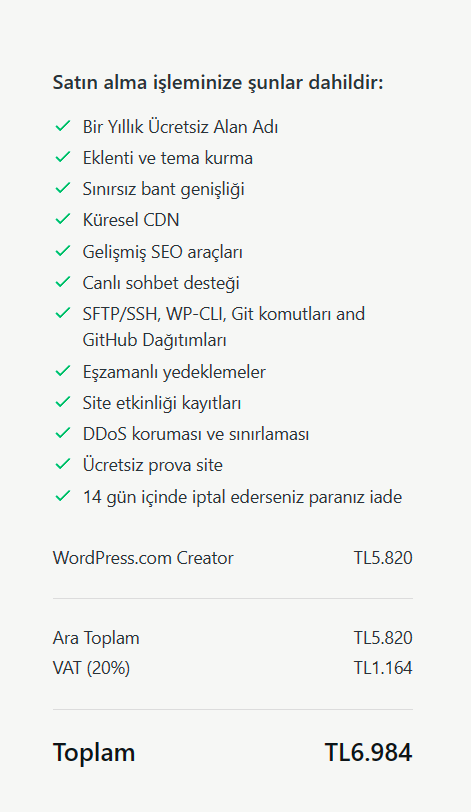 Satın alma işleminize şunlar dahildir:
Bir Yıllık Ücretsiz Alan Adı
Eklenti ve tema kurma
Sınırsız bant genişliği
Küresel CDN
Gelişmiş SEO araçları
Canlı sohbet desteği
SFTP/SSH, WP-CLI, Git komutları and
GitHub Dağıtımları
Eşzamanlı yedeklemeler
Site etkinliği kayıtları
DDoS koruması ve sınırlaması
Ücretsiz prova site
14 gün içinde iptal ederseniz paranız iade
WordPress.com Creator TL5.820
Ara Toplam TL5.820
VAT (20%) TL1.164
Toplam TL6.984